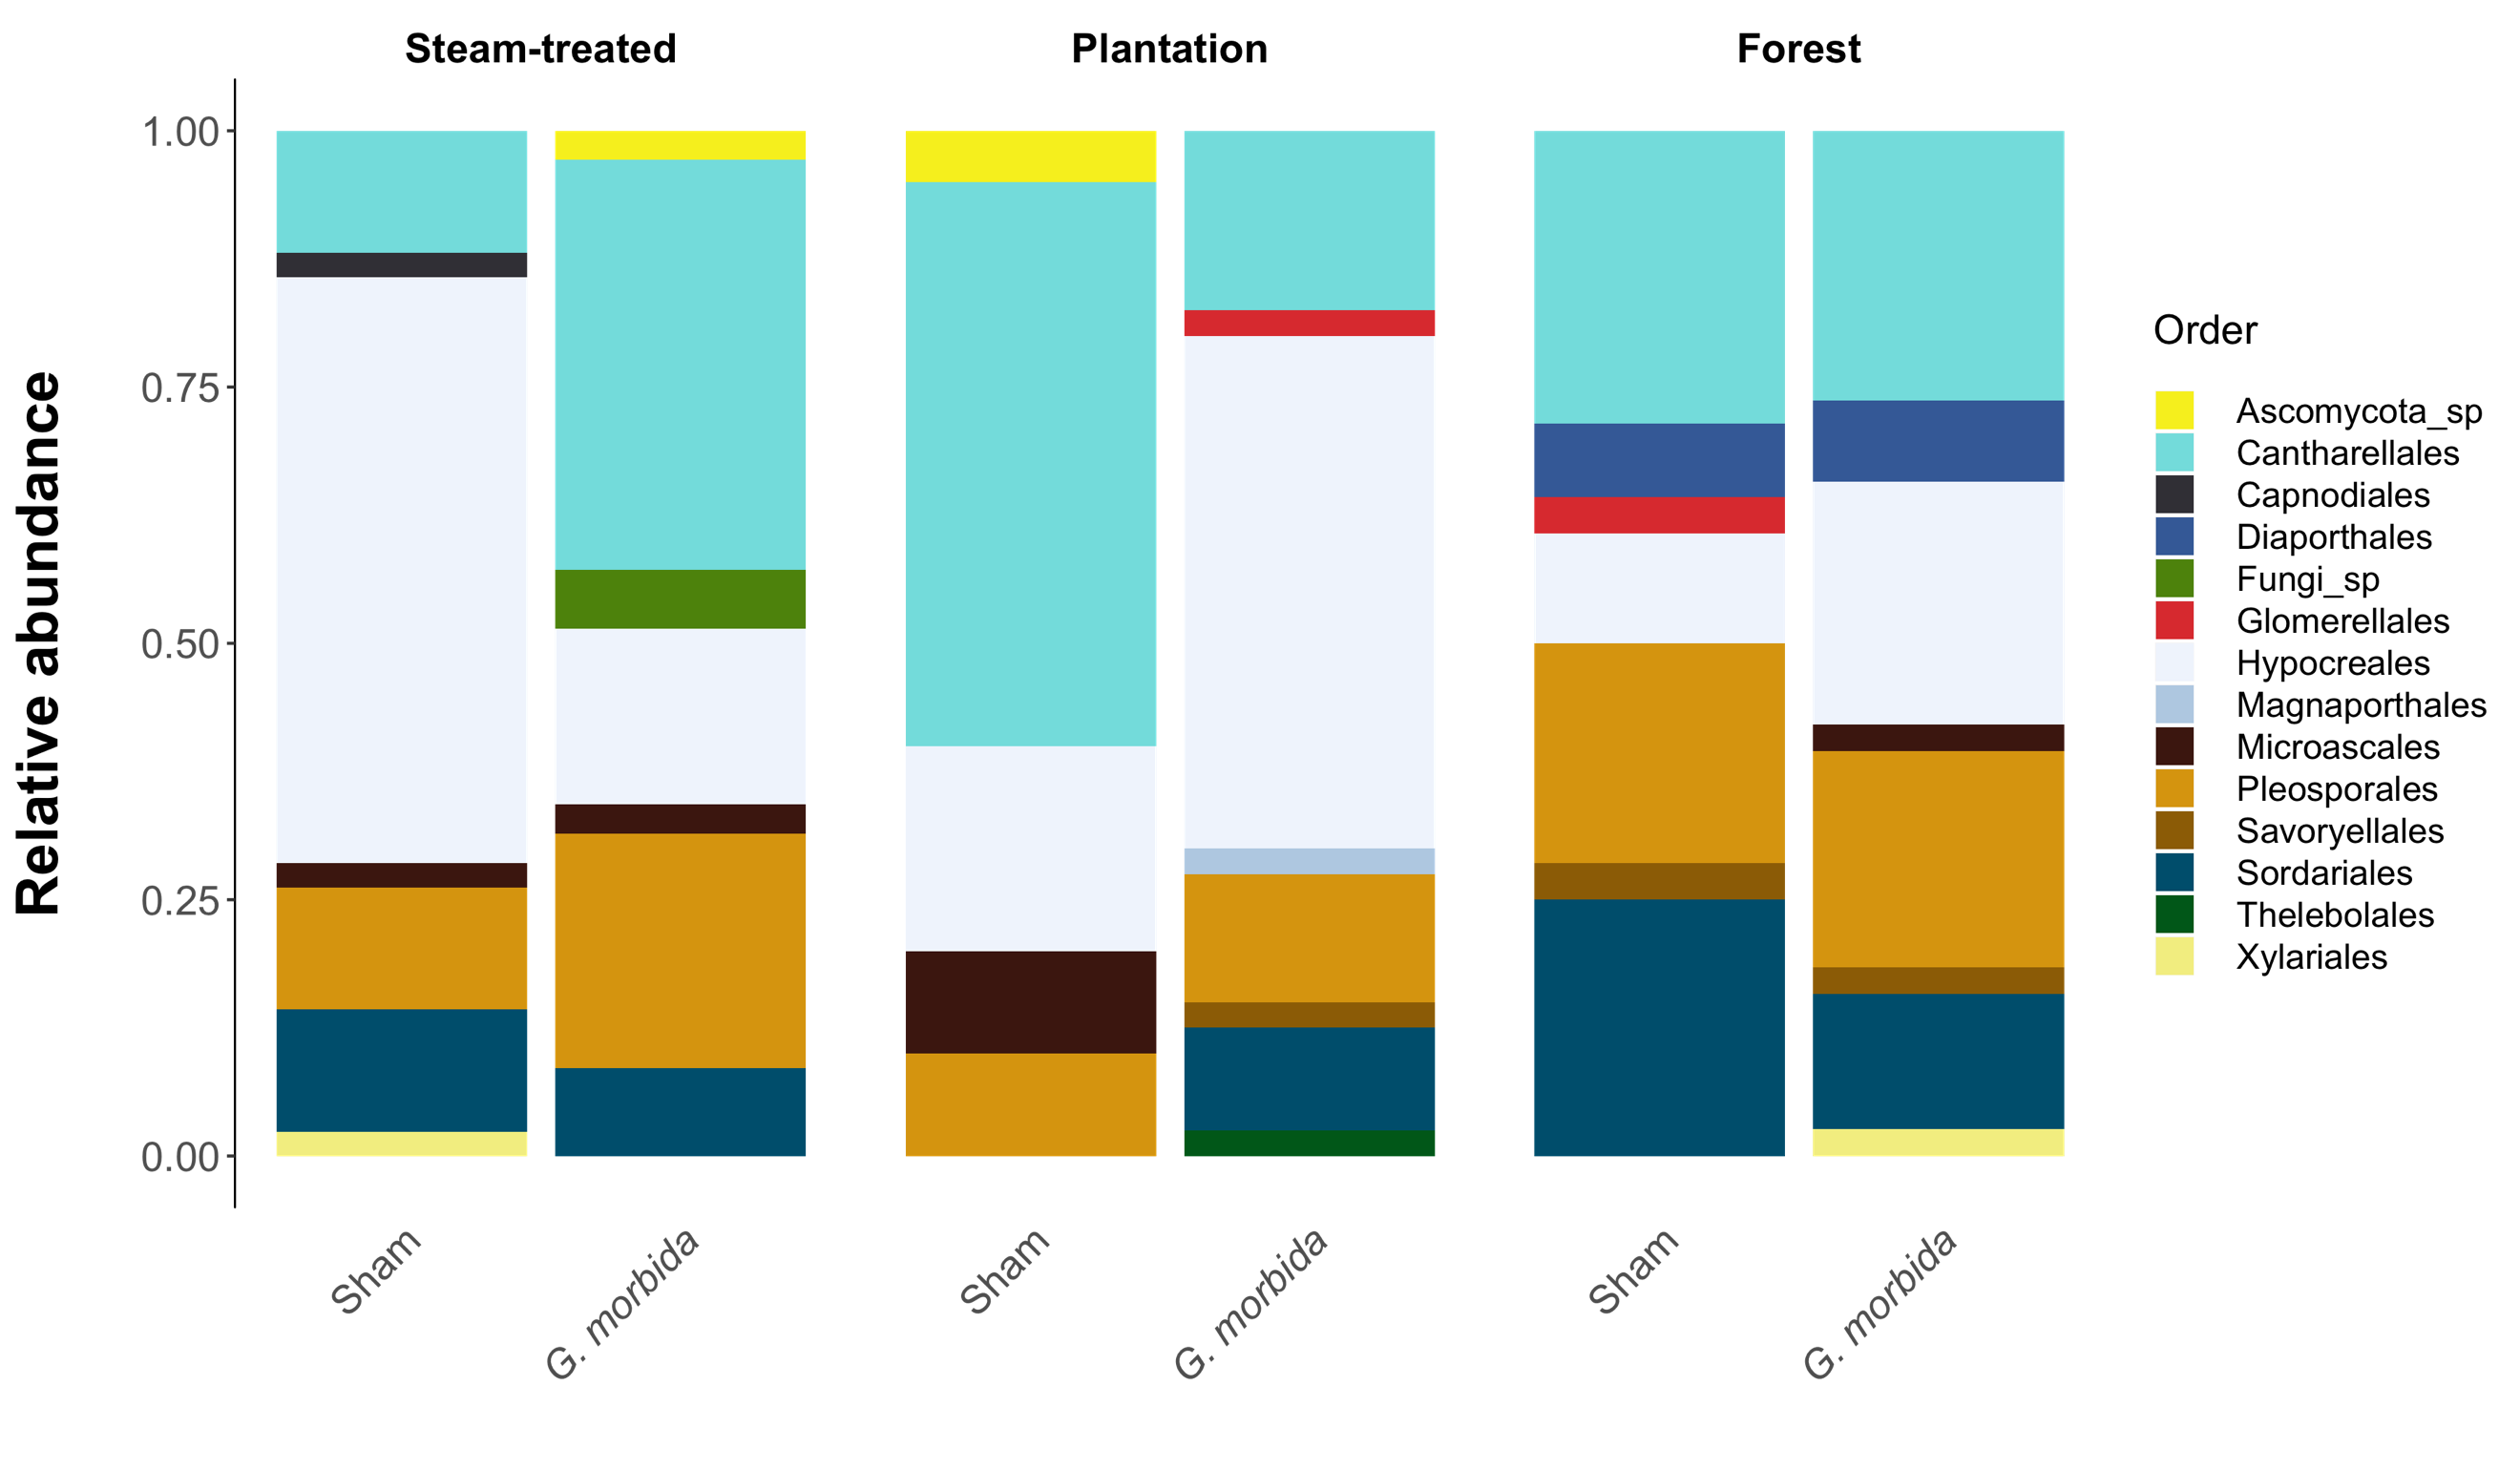 Steam-treated
Plantation
Forest
Relative abundance
1.00
0.75
0.50
0.25
0.00
Sham
G. morbida
Sham
G. morbida
Sham
G. morbida
Order
Ascomycota_sp
Cantharellales
Capnodiales
Diaporthales
Fungi_sp
Glomerellales
Hypocreales
Magnaporthales
Microascales
Pleosporales
Savoryellales
Sordariales
Thelebolales
Xylariales